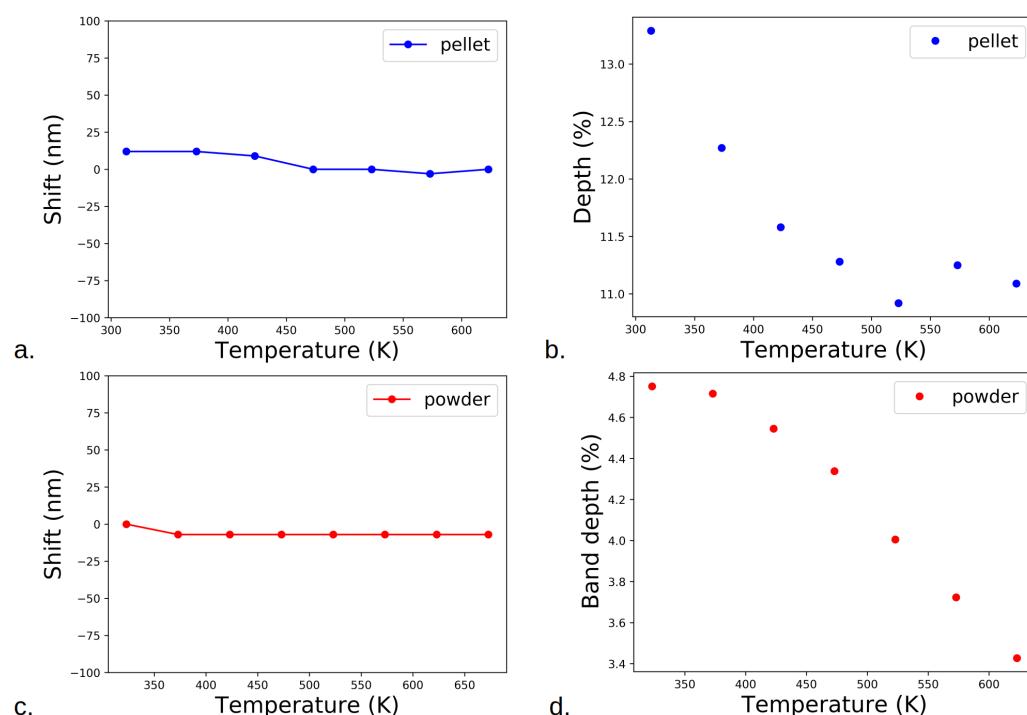 100
75
50
25
0
−25
−50
−75
−100
Shift (nm)
pellet
300 350 400 450 500 550 600
Temperature (K)
a.
13.0
12.5
12.0
11.5
11.0
Depth (%)
pellet
300 350 400 450 500 550 600
Temperature (K)
b.
100
75
50
25
0
−25
−50
−75
−100
Shift (nm)
powder
350 400 450 500 550 600 650
Temperature (K)
c.
4.8
4.6
4.4
4.2
4.0
3.8
3.6
3.4
Band depth (%)
powder
350 400 450 500 550 600
Temperature (K)
d.